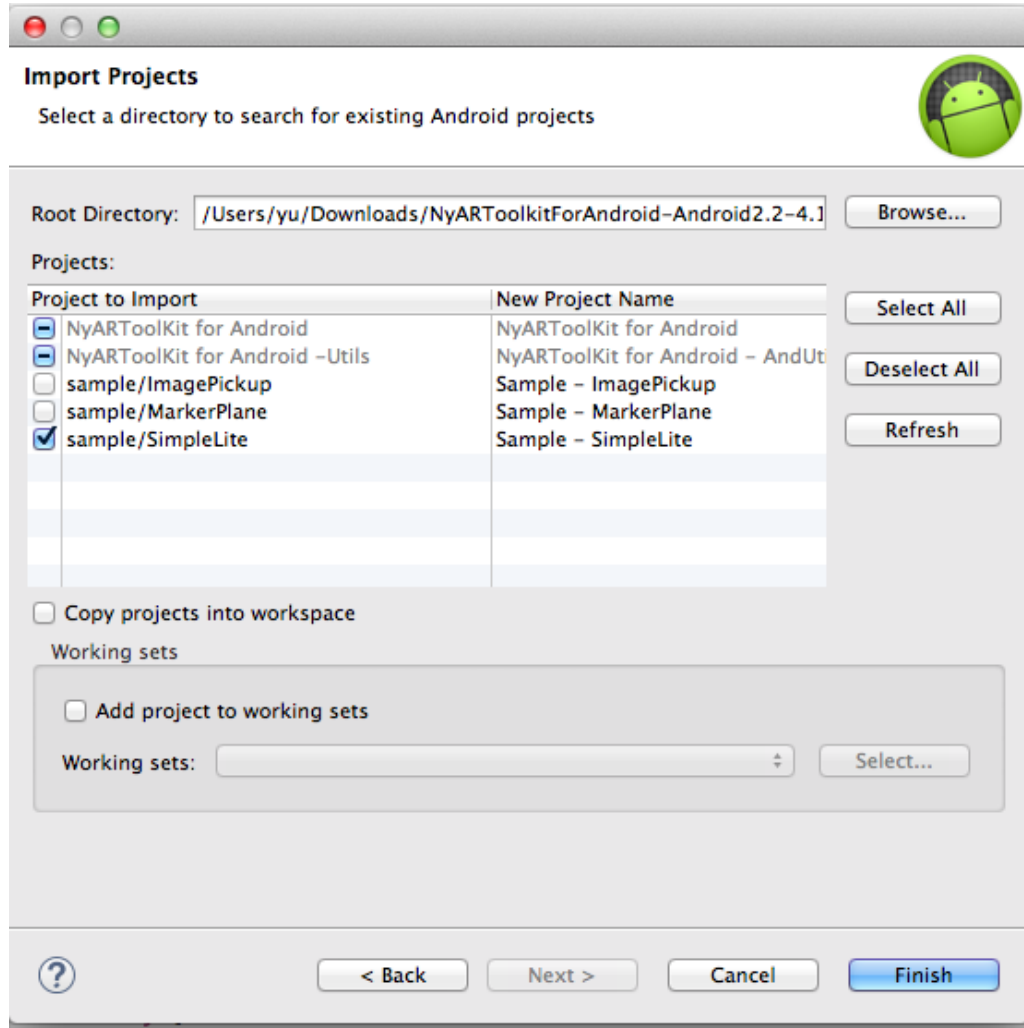 Import Projects
Select a directory to search for existing Android projects
Root Directory: /Users/yu/Downloads/NyARToolkitForAndroid-Android2.2-4.1 Browse...
Projects:
Project to Import New Project Name
NyARToolKit for Android NyARToolKit for Android
NyARToolKit for Android -Utils NyARToolKit for Android - AndUti
sample/ImagePickup Sample - ImagePickup
sample/MarkerPlane Sample - MarkerPlane
sample/SimpleLite Sample - SimpleLite
Select All
Deselect All
Refresh
Copy projects into workspace
Working sets
Add project to working sets
Working sets: Select...
? < Back Next > Cancel Finish